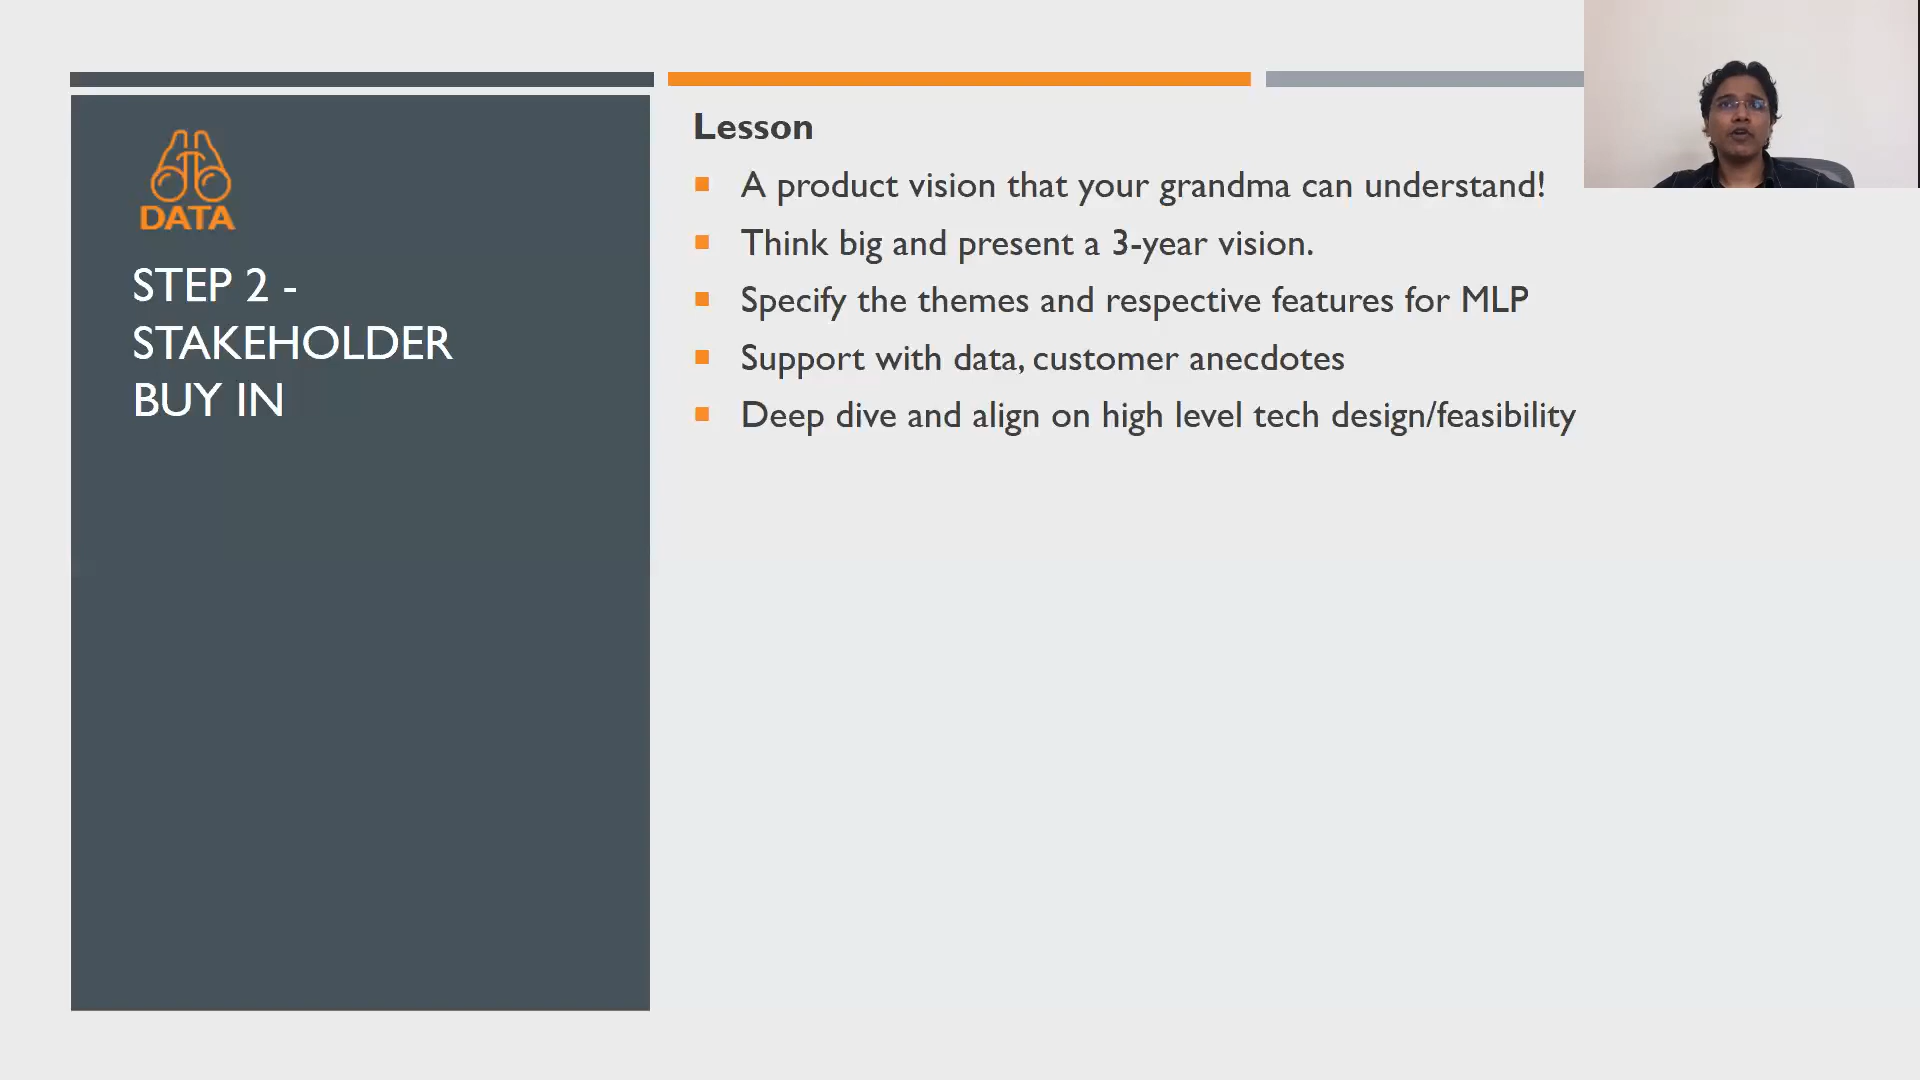 DATA
STEP 2 -
STAKEHOLDER
BUY IN
Lesson
A product vision that your grandma can understand!
Think big and present a 3-year vision.
Specify the themes and respective features for MLP
Support with data, customer anecdotes
Deep dive and align on high level tech design/feasibility